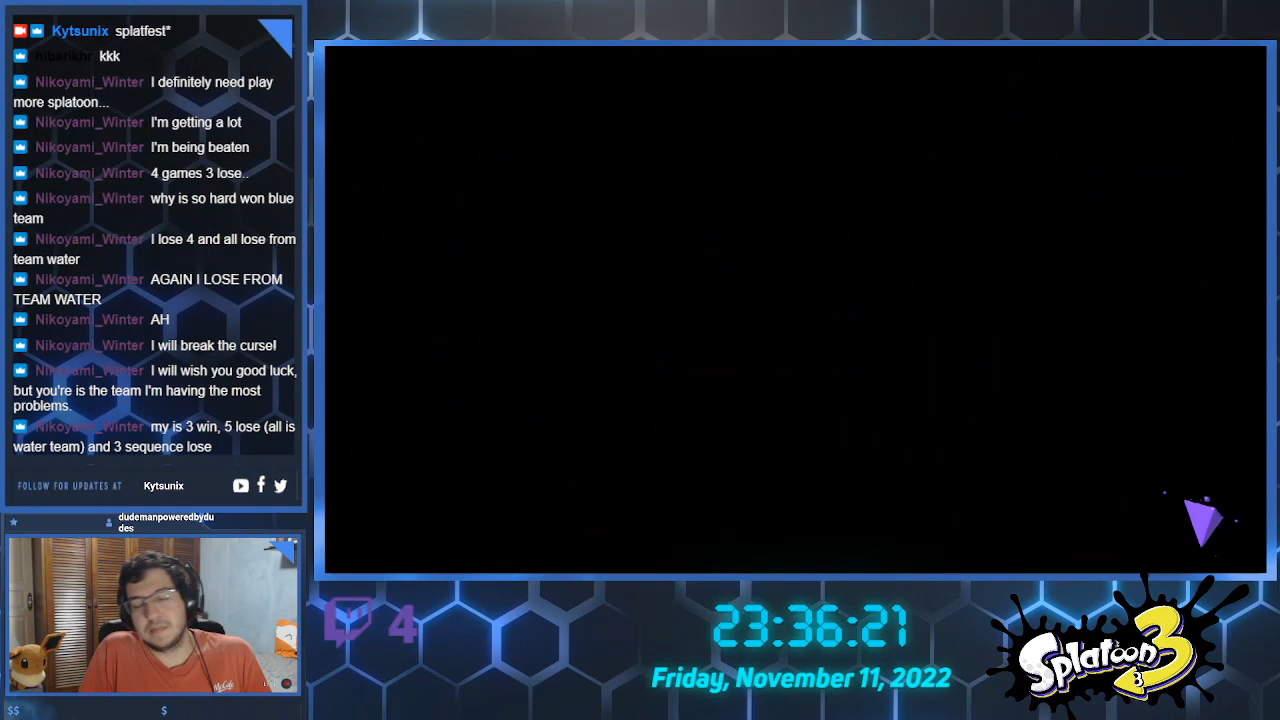 Kytsunix splatfest*
hibarikhr kkk
Nikoyami_Winter I definitely need play
more splatoon...
Nikoyami_Winter I'm getting a lot
Nikoyami_Winter I'm being beaten
Nikoyami_Winter 4 games 3 lose..
Nikoyami_Winter why is so hard won blue
team
Nikoyami_Winter I lose 4 and all lose from
team water
Nikoyami_Winter AGAIN I LOSE FROM
TEAM WATER
Nikoyami_Winter AH
Nikoyami_Winter I will break the curse!
Nikoyami_Winter I will wish you good luck,
but you're is the team I'm having the most
problems.
Nikoyami_Winter my is 3 win, 5 lose (all is
water team) and 3 sequence lose
FOLLOW FOR UPDATES AT Kytsunix
dudemanpoweredbydu
des
McCafé
$$ $
4
23:36:21
Friday, November 11, 2022
Splatoon 3